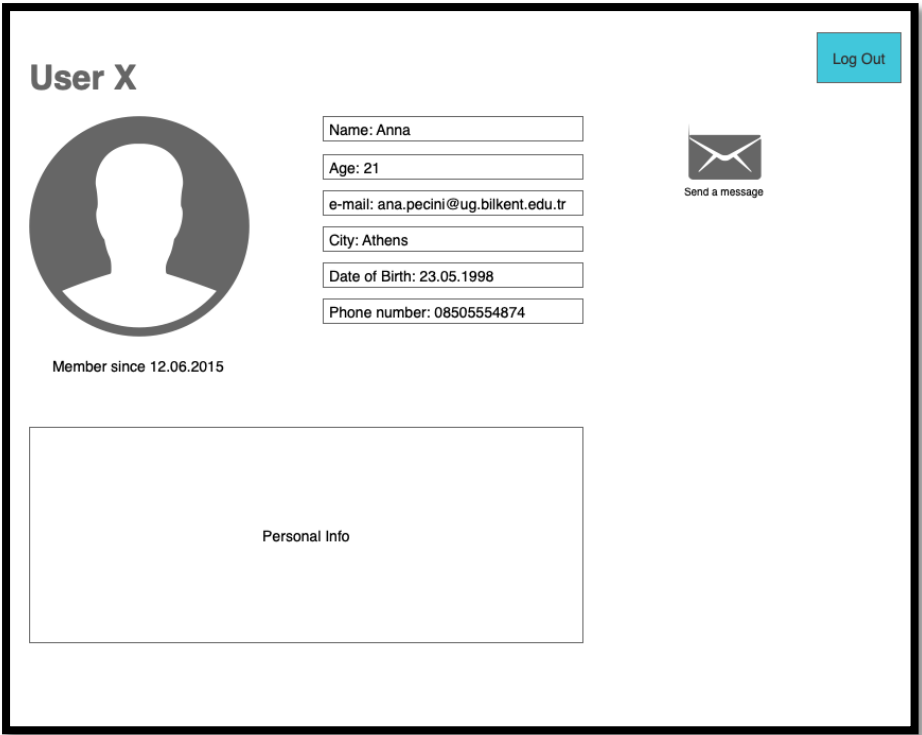 Log Out
User X
Name: Anna
Age: 21
e-mail: ana.pecini@ug.bilkent.edu.tr
City: Athens
Date of Birth: 23.05.1998
Phone number: 08505554874
Send a message
Member since 12.06.2015
Personal Info